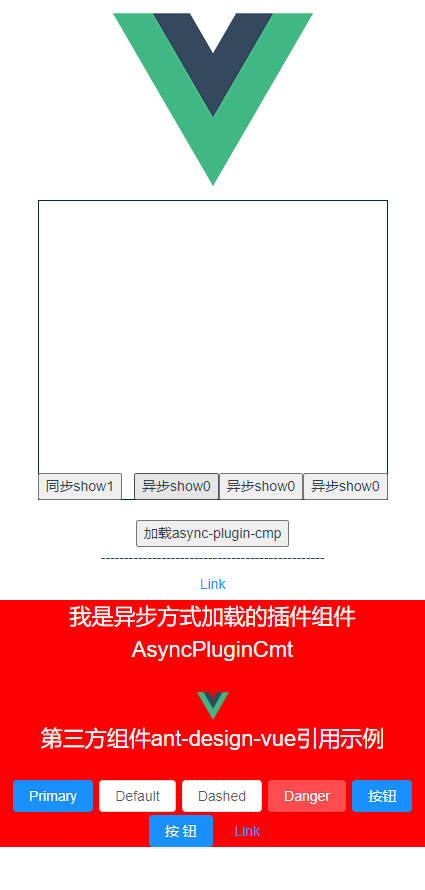 同步show1 异步show0 异步show0 异步show0
加载async-plugin-cmp
------------------------------------------------
Link
我是异步方式加载的插件组件
AsyncPluginCmt
第三方组件ant-design-vue引用示例
Primary Default Dashed Danger 按钮
按 钮 Link